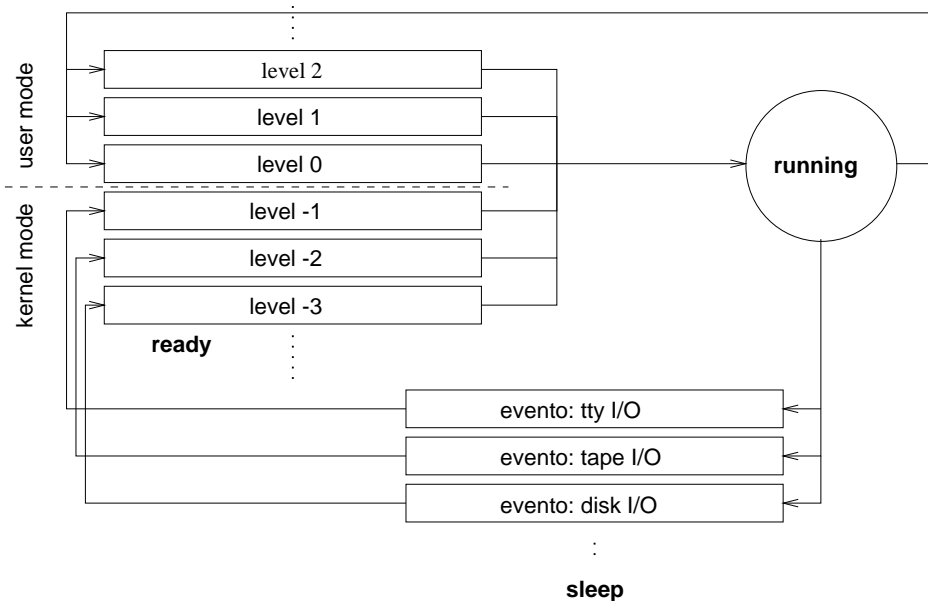 user mode
level 2
level 1
level 0
running
kernel mode
level -1
level -2
level -3
ready
evento: tty I/O
evento: tape I/O
evento: disk I/O
sleep